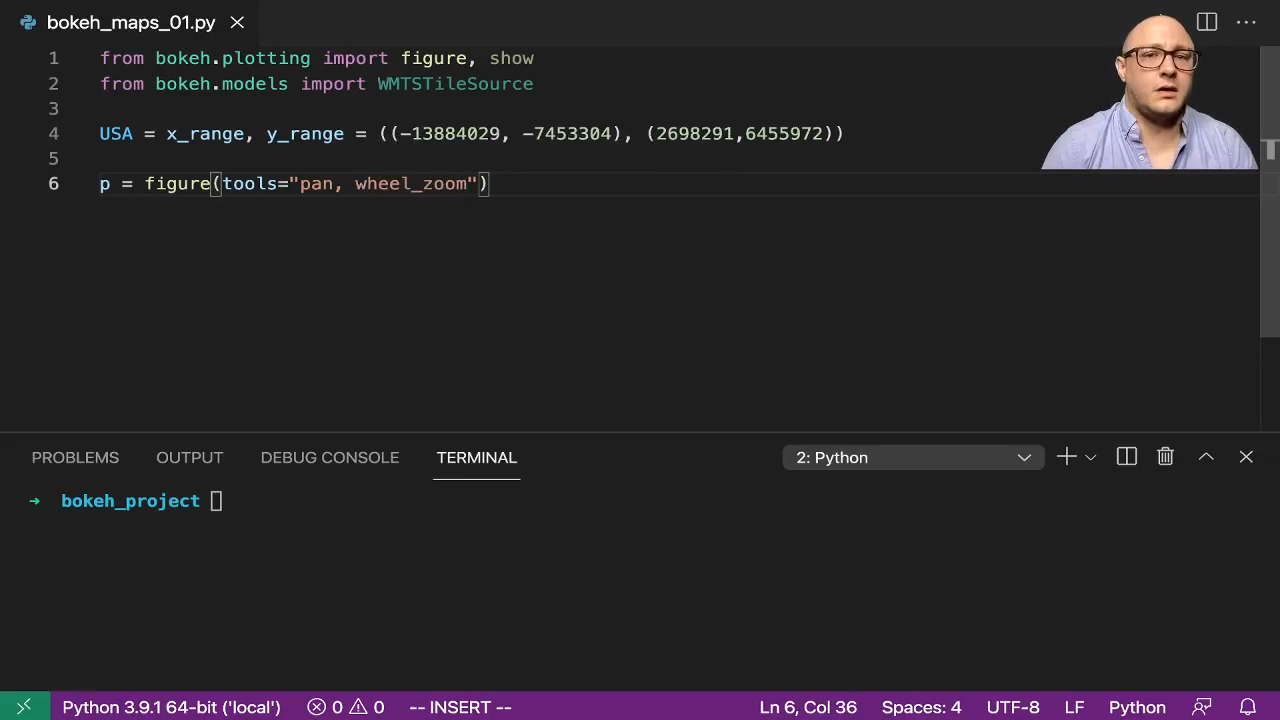 bokeh_maps_01.py
1 from bokeh.plotting import figure, show
2 from bokeh.models import WMTSTileSource
3
4 USA = x_range, y_range = ((-13884029, -7453304), (2698291,6455972))
5
6 p = figure(tools="pan, wheel_zoom")
PROBLEMS OUTPUT DEBUG CONSOLE TERMINAL 2: Python
→ bokeh_project
Python 3.9.1 64-bit ('local') 0 0 -- INSERT -- Ln 6, Col 36 Spaces: 4 UTF-8 LF Python